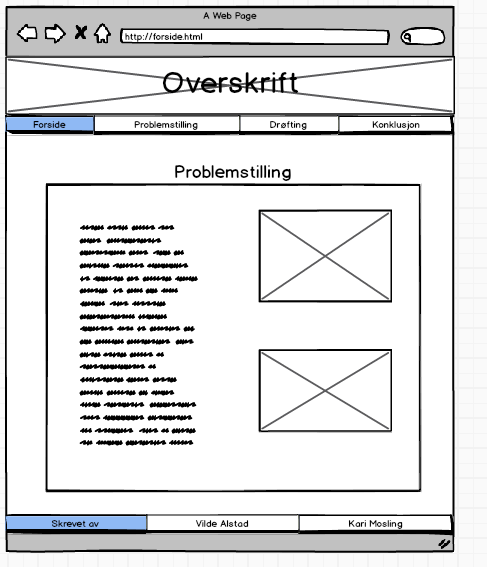 A Web Page
http://forside.html
Overskrift
Forside Problemstilling Drøfting Konklusjon
Problemstilling
Skrevet av Vilde Alstad Kari Mosling